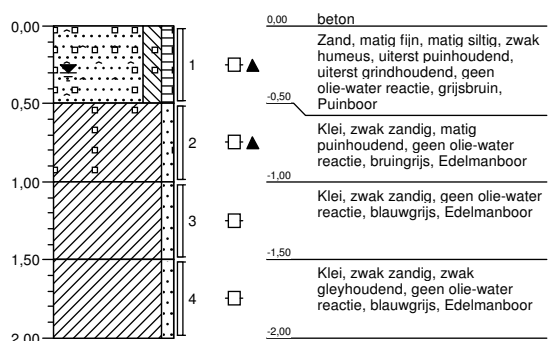 0,00
0,50
1,00
1,50
2,00
1
2
3
4
0,00 beton
Zand, matig fijn, matig siltig, zwak
humeus, uiterst puinhoudend,
uiterst grindhoudend, geen
olie-water reactie, grijsbruin,
Puinboor
-0,50
Klei, zwak zandig, matig
puinhoudend, geen olie-water
reactie, bruingrijs, Edelmanboor
-1,00
Klei, zwak zandig, geen olie-water
reactie, blauwgrijs, Edelmanboor
-1,50
Klei, zwak zandig, zwak
gleyhoudend, geen olie-water
reactie, blauwgrijs, Edelmanboor
-2,00